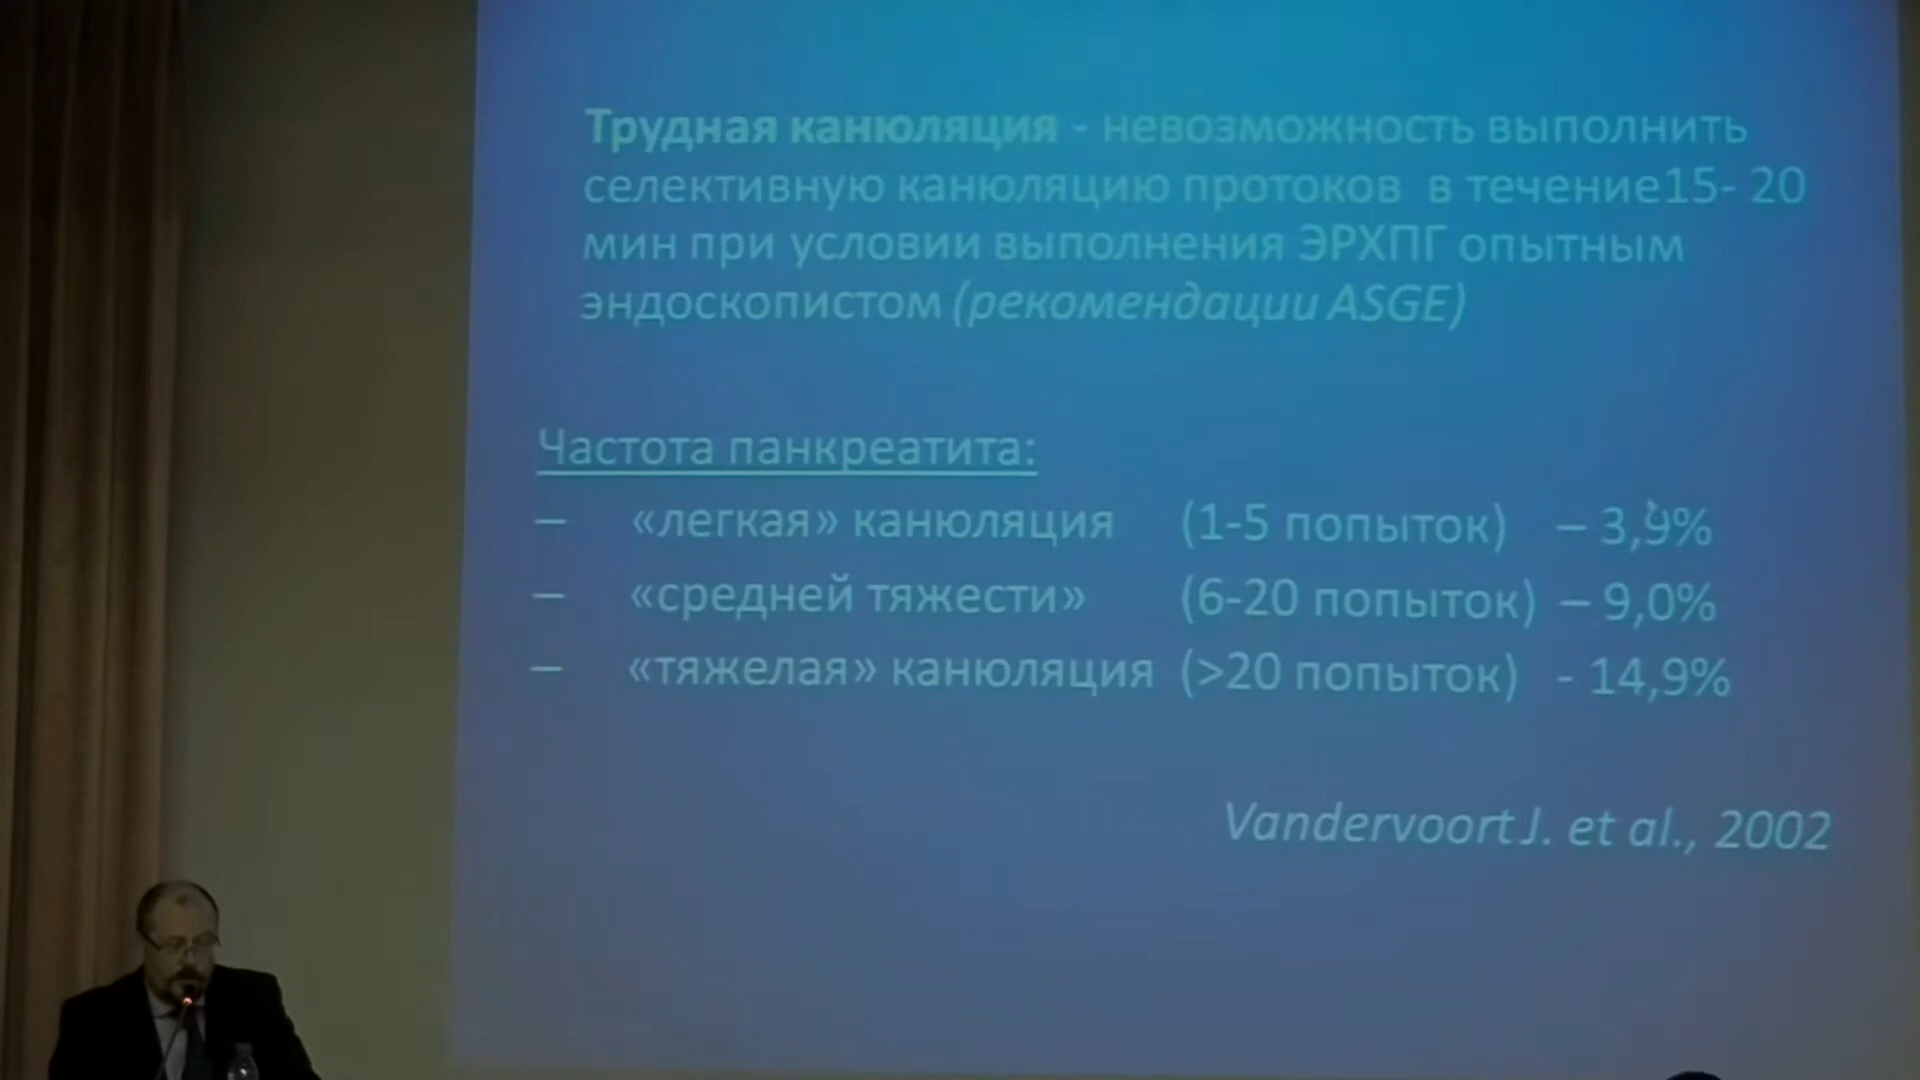 Трудная канюляция - невозможность выполнить
селективную канюляцию протоков в течение15- 20
мин при условии выполнения ЭРХПГ опытным
эндоскопистом (рекомендации ASGE)
Частота панкреатита:
– «легкая» канюляция (1-5 попыток) – 3,9%
– «средней тяжести» (6-20 попыток) – 9,0%
– «тяжелая» канюляция (>20 попыток) - 14,9%
Vandervoort J. et al., 2002